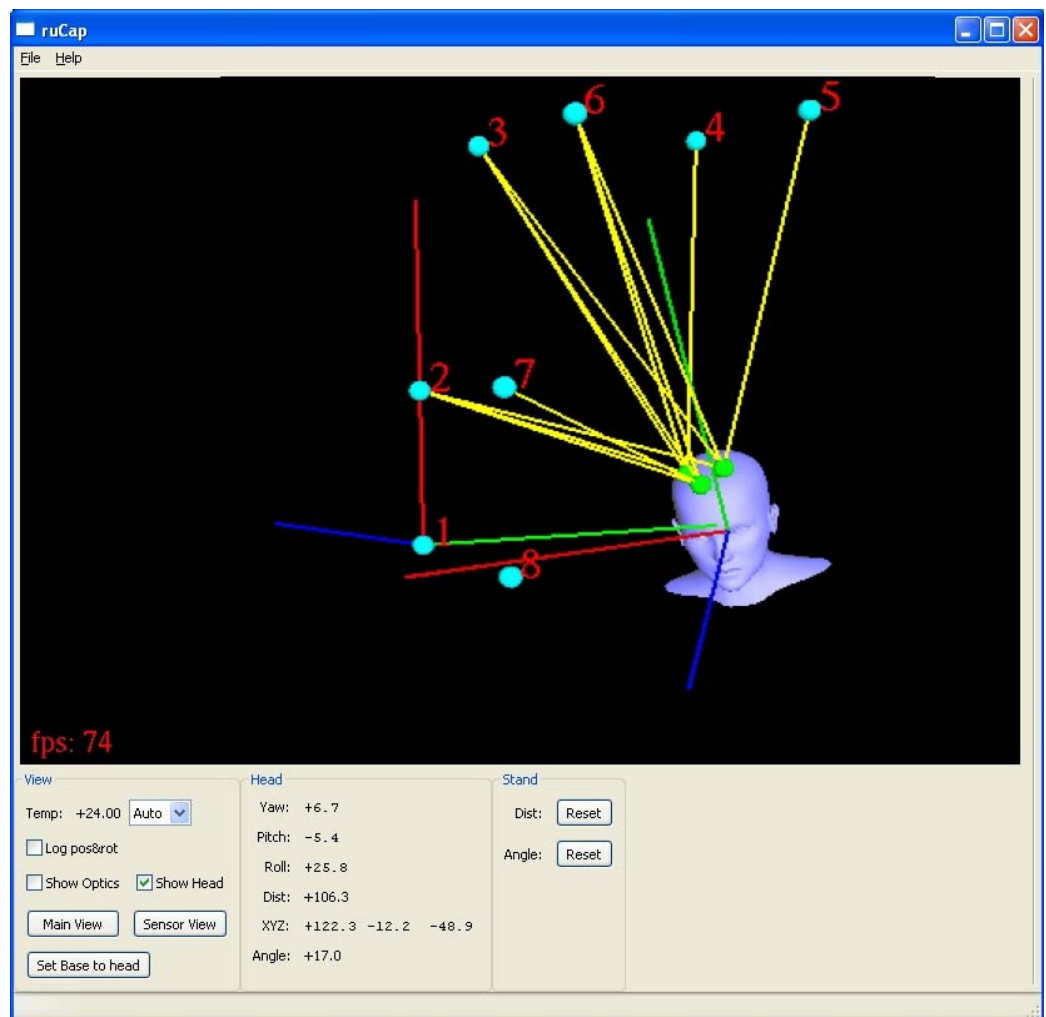 ruCap
File Help
6
5
3
4
2
7
1
8
fps: 74
View
Temp: +24.00 Auto
Log pos&rot
Show Optics Show Head
Main View Sensor View
Set Base to head
Head
Yaw: +6.7
Pitch: -5.4
Roll: +25.8
Dist: +106.3
XYZ: +122.3 -12.2 -48.9
Angle: +17.0
Stand
Dist: Reset
Angle: Reset